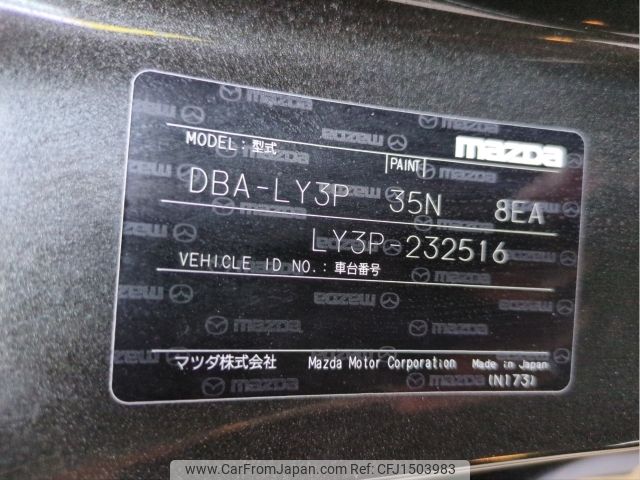 MODEL：型式
PAINT
mazda
DBA-LY3P 35N 8EA
LY3P-232516
VEHICLE ID NO.：車台番号
マツダ株式会社 Mazda Motor Corporation Made in Japan
(N173)
www.CarFromJapan.com Ref:CFJ1503983